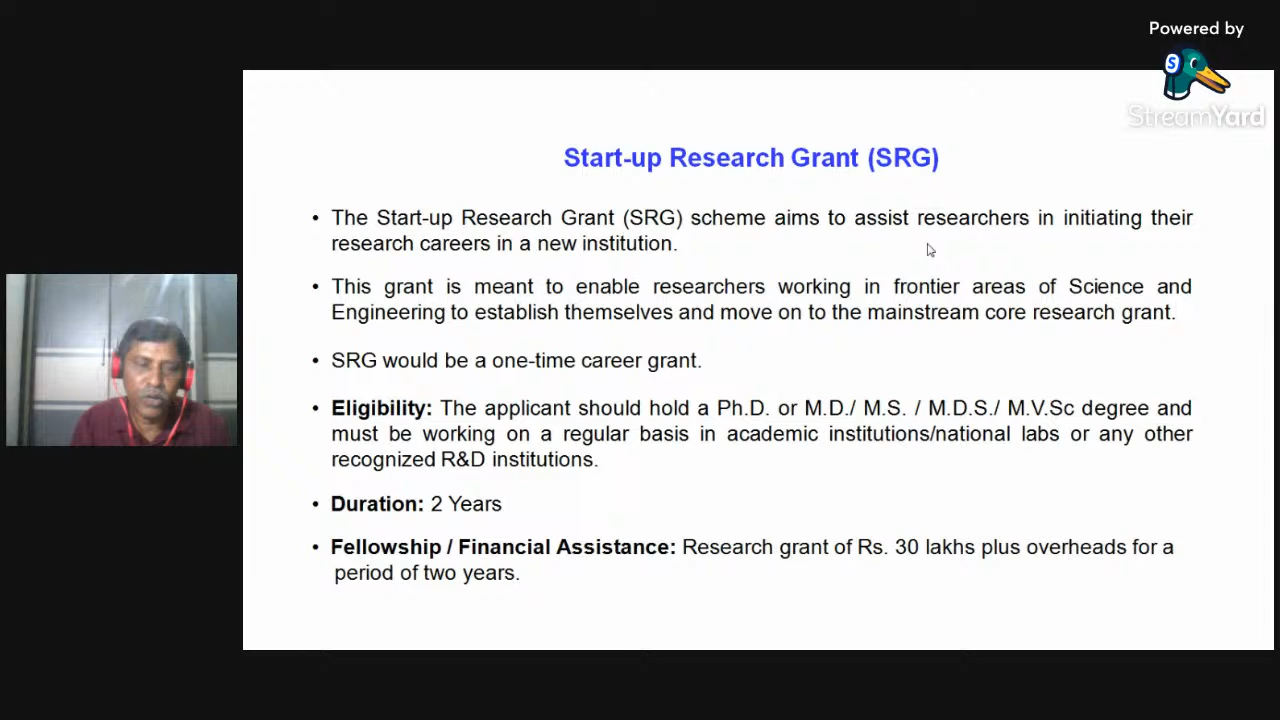 Powered by
S
StreamYard
Start-up Research Grant (SRG)
• The Start-up Research Grant (SRG) scheme aims to assist researchers in initiating their
research careers in a new institution.
• This grant is meant to enable researchers working in frontier areas of Science and
Engineering to establish themselves and move on to the mainstream core research grant.
• SRG would be a one-time career grant.
• Eligibility: The applicant should hold a Ph.D. or M.D./ M.S. / M.D.S./ M.V.Sc degree and
must be working on a regular basis in academic institutions/national labs or any other
recognized R&D institutions.
• Duration: 2 Years
• Fellowship / Financial Assistance: Research grant of Rs. 30 lakhs plus overheads for a
period of two years.